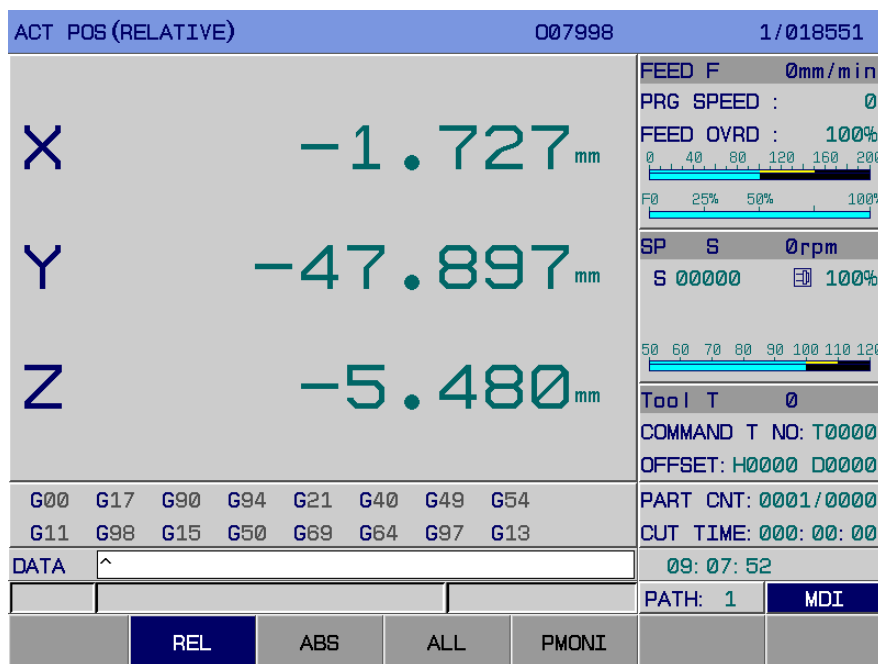 ACT POS(RELATIVE) O07998 1/018551
X -1.727 mm
Y -47.897 mm
Z -5.480 mm
FEED F 0mm/min
PRG SPEED : 0
FEED OVRD : 100%
0 40 80 120 160 200
F0 25% 50% 100%
SP S 0rpm
S 00000 100%
50 60 70 80 90 100 110 120
Tool T 0
COMMAND T NO: T0000
OFFSET: H0000 D0000
G00 G17 G90 G94 G21 G40 G49 G54
G11 G98 G15 G50 G69 G64 G97 G13
PART CNT: 0001/0000
CUT TIME: 000:00:00
DATA ^
09:07:52
PATH: 1 MDI
REL ABS ALL PMONI